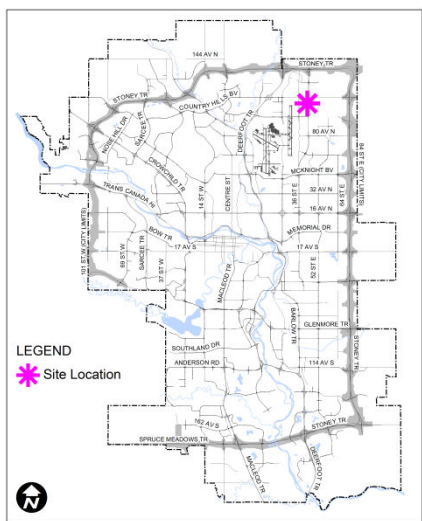 144 AV N
STONEY TR
STONEY TR
COUNTRY HILLS BV
DEERFOOT TR
NOSE HILL DR
SARCEE TR
80 AV N
CROWCHILD TR
14 ST W
CENTRE ST
36 ST E
MCKNIGHT BV
32 AV N
16 AV N
64 ST E
84 ST E (CITY LIMITS)
TRANS CANADA HI
MEMORIAL DR
BOW TR
17 AV S
17 AV S
101 ST W (CITY LIMITS)
69 ST W
SARCEE TR
37 ST W
MACLEOD TR
52 ST E
BARLOW TR
GLENMORE TR
STONEY TR
LEGEND
Site Location
SOUTHLAND DR
ANDERSON RD
114 AV S
162 AV S
STONEY TR
SPRUCE MEADOWS TR
MACLEOD TR
DEERFOOT TR
N